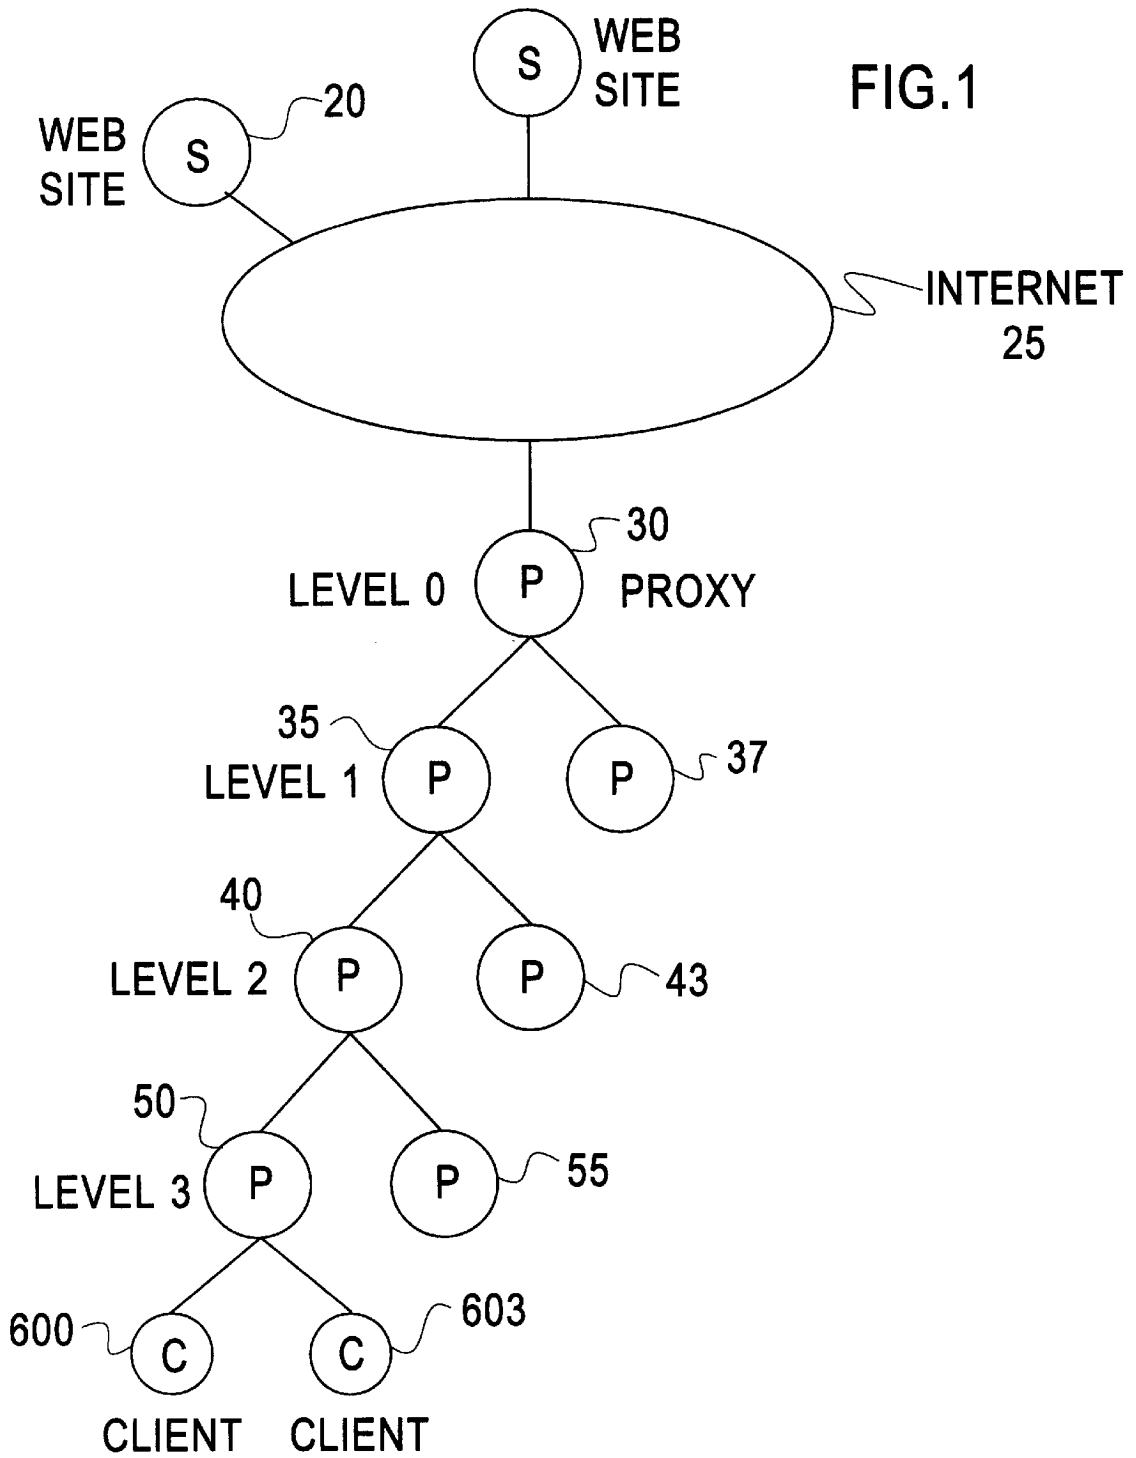 WEB
SITE
S
FIG.1
WEB
SITE
S
20
INTERNET
25
30
LEVEL 0
P
PROXY
35
LEVEL 1
P
P
37
40
LEVEL 2
P
P
43
50
LEVEL 3
P
P
55
600
C
C
603
CLIENT
CLIENT